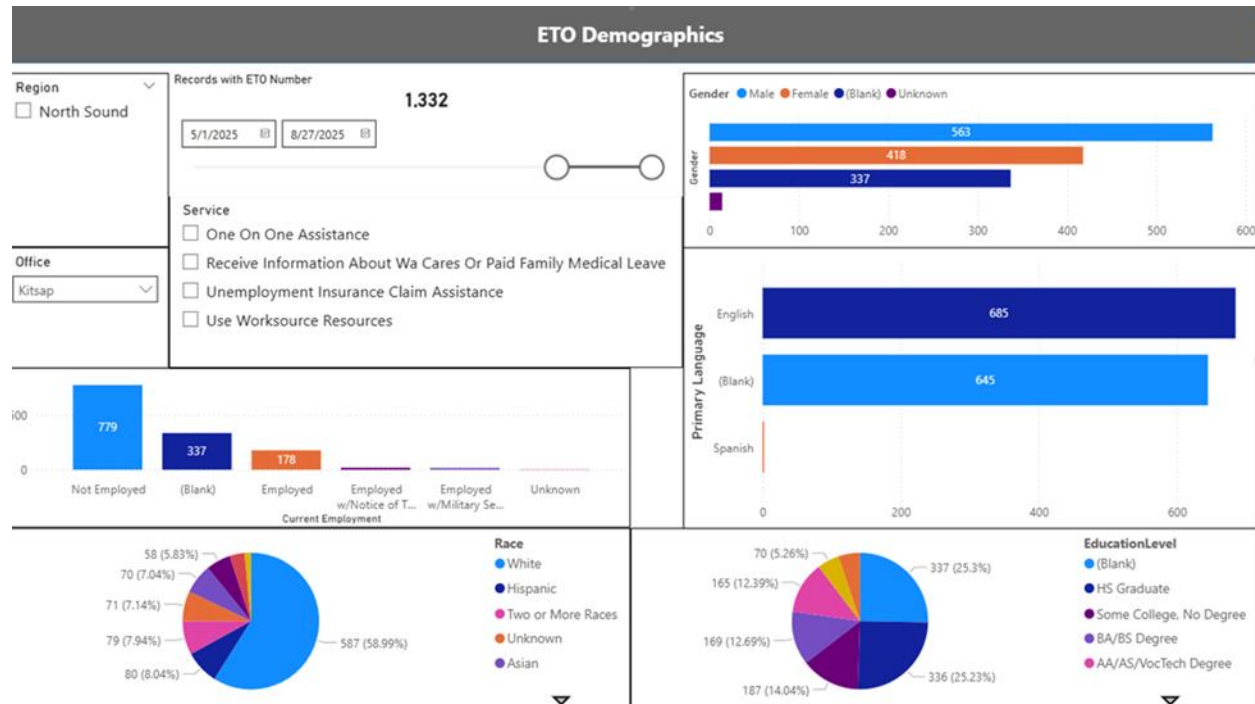 ETO Demographics
Region
North Sound
Office
Kitsap
Records with ETO Number
1.332
5/1/2025
8/27/2025
Service
One On One Assistance
Receive Information About Wa Cares Or Paid Family Medical Leave
Unemployment Insurance Claim Assistance
Use Worksource Resources
Gender Male Female (Blank) Unknown
Gender
563
418
337
0 100 200 300 400 500 600
Primary Language
English
685
(Blank)
645
Spanish
0 200 400 600
0
779
337
178
Not Employed (Blank) Employed Employed Employed Unknown
w/Notice of T... w/Military Se...
Current Employment
58 (5.83%)
70 (7.04%)
71 (7.14%)
79 (7.94%)
80 (8.04%)
587 (58.99%)
Race
White
Hispanic
Two or More Races
Unknown
Asian
70 (5.26%)
165 (12.39%)
169 (12.69%)
187 (14.04%)
337 (25.3%)
336 (25.23%)
EducationLevel
(Blank)
HS Graduate
Some College, No Degree
BA/BS Degree
AA/AS/VocTech Degree